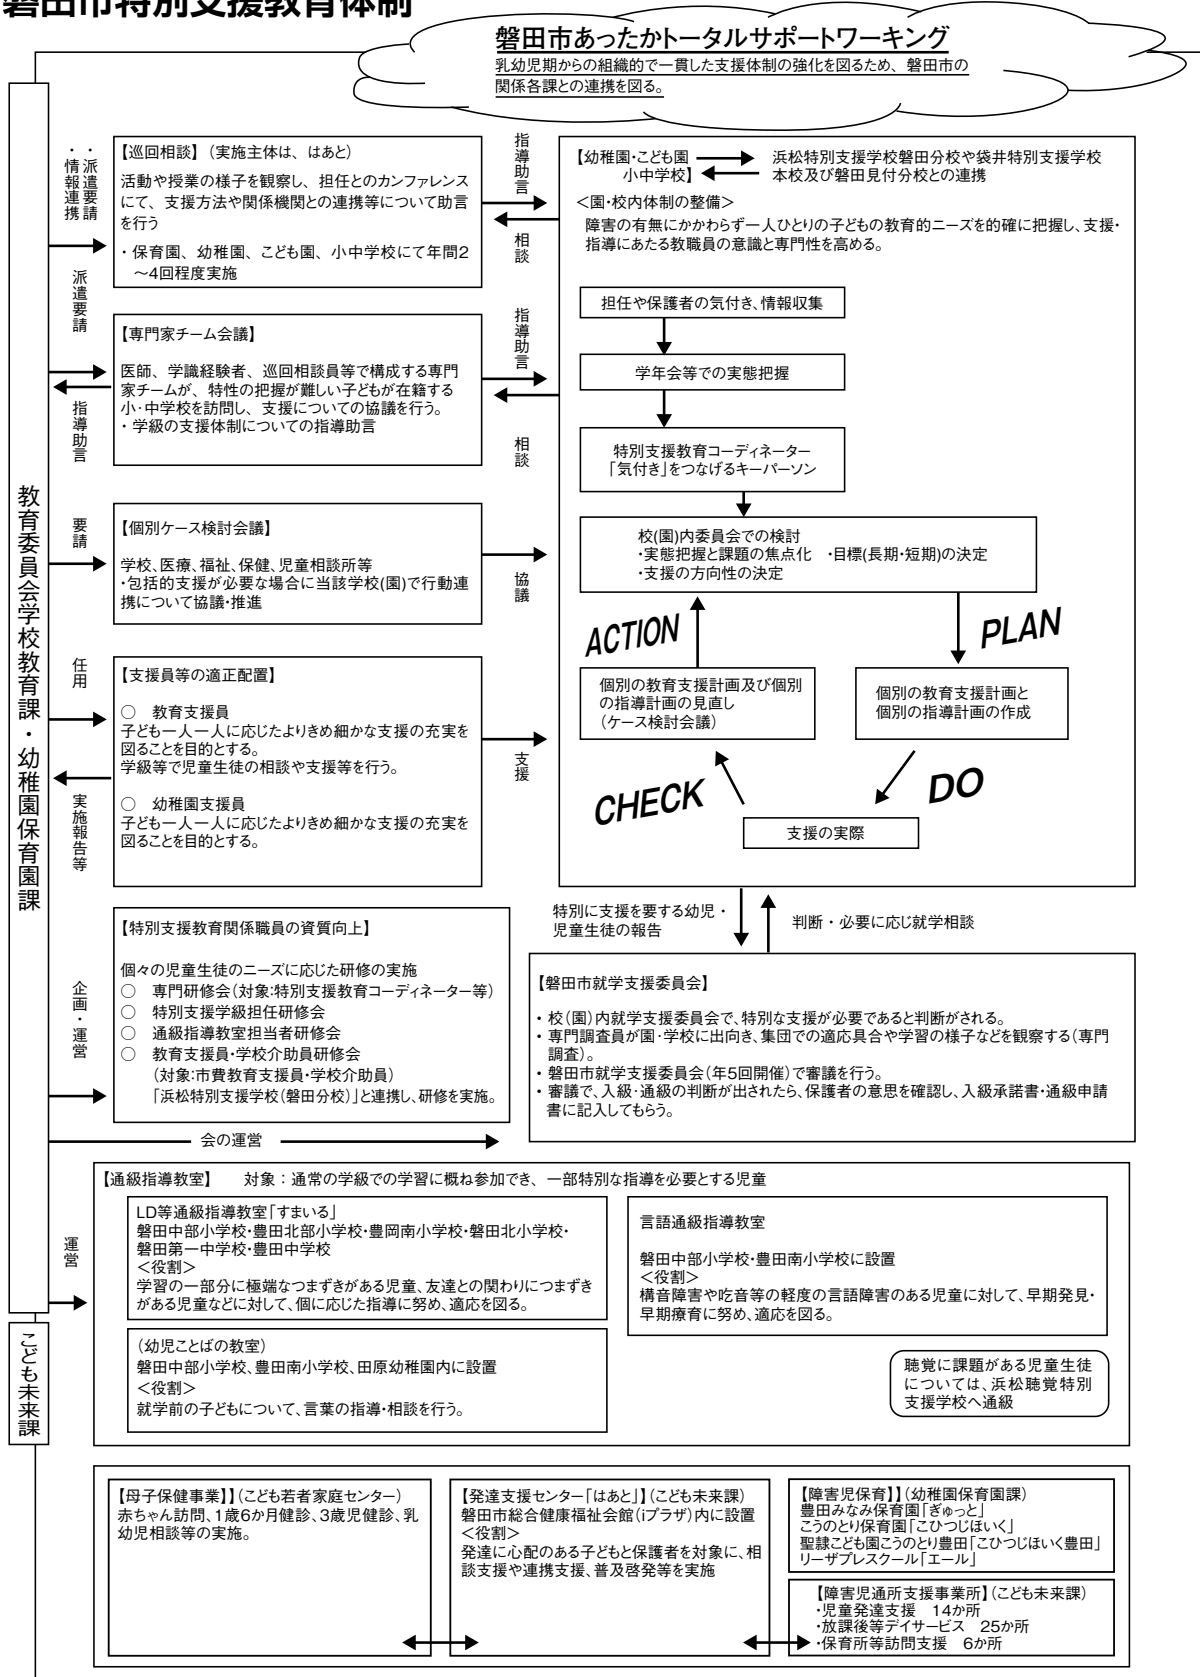 磐田市特別支援教育体制
磐田市あったかトータルサポートワーキング
乳幼児期からの組織的で一貫した支援体制の強化を図るため、磐田市の
関係各課との連携を図る。
教育委員会学校教育課・幼稚園保育園課
こども未来課
・派遣要請
・情報連携
【巡回相談】（実施主体は、はあと）
活動や授業の様子を観察し、担任とのカンファレンス
にて、支援方法や関係機関との連携等について助言
を行う
・保育園、幼稚園、こども園、小中学校にて年間2
～4回程度実施
指導助言
相談
派遣要請
指導助言
【専門家チーム会議】
医師、学識経験者、巡回相談員等で構成する専門
家チームが、特性の把握が難しい子どもが在籍する
小・中学校を訪問し、支援についての協議を行う。
・学級の支援体制についての指導助言
指導助言
相談
要請
【個別ケース検討会議】
学校、医療、福祉、保健、児童相談所等
・包括的支援が必要な場合に当該学校(園)で行動連
携について協議・推進
協議
任用
実施報告等
【支援員等の適正配置】
○　教育支援員
子ども一人一人に応じたよりきめ細かな支援の充実を
図ることを目的とする。
学級等で児童生徒の相談や支援等を行う。
○　幼稚園支援員
子ども一人一人に応じたよりきめ細かな支援の充実を
図ることを目的とする。
支援
【幼稚園・こども園
小中学校】
浜松特別支援学校磐田分校や袋井特別支援学校
本校及び磐田見付分校との連携
＜園・校内体制の整備＞
障害の有無にかかわらず一人ひとりの子どもの教育的ニーズを的確に把握し、支援・
指導にあたる教職員の意識と専門性を高める。
担任や保護者の気付き、情報収集
学年会等での実態把握
特別支援教育コーディネーター
「気付き」をつなげるキーパーソン
校(園)内委員会での検討
・実態把握と課題の焦点化　・目標(長期・短期)の決定
・支援の方向性の決定
ACTION
PLAN
個別の教育支援計画及び個別
の指導計画の見直し
（ケース検討会議）
個別の教育支援計画と
個別の指導計画の作成
CHECK
DO
支援の実際
特別に支援を要する幼児・
児童生徒の報告
判断・必要に応じ就学相談
企画・運営
【特別支援教育関係職員の資質向上】
個々の児童生徒のニーズに応じた研修の実施
○　専門研修会（対象:特別支援教育コーディネーター等）
○　特別支援学級担任研修会
○　通級指導教室担当者研修会
○　教育支援員・学校介助員研修会
（対象:市費教育支援員・学校介助員）
「浜松特別支援学校（磐田分校）」と連携し、研修を実施。
会の運営
【磐田市就学支援委員会】
・校（園）内就学支援委員会で、特別な支援が必要であると判断がされる。
・専門調査員が園・学校に出向き、集団での適応具合や学習の様子などを観察する（専門
調査）。
・磐田市就学支援委員会（年5回開催）で審議を行う。
・審議で、入級・通級の判断が出されたら、保護者の意思を確認し、入級承諾書・通級申請
書に記入してもらう。
運営
【通級指導教室】　対象：通常の学級での学習に概ね参加でき、一部特別な指導を必要とする児童
LD等通級指導教室「すまいる」
磐田中部小学校・豊田北部小学校・豊岡南小学校・磐田北小学校・
磐田第一中学校・豊田中学校
＜役割＞
学習の一部分に極端なつまずきがある児童、友達との関わりにつまずき
がある児童などに対して、個に応じた指導に努め、適応を図る。
言語通級指導教室
磐田中部小学校・豊田南小学校に設置
＜役割＞
構音障害や吃音等の軽度の言語障害のある児童に対して、早期発見・
早期療育に努め、適応を図る。
（幼児ことばの教室）
磐田中部小学校、豊田南小学校、田原幼稚園内に設置
＜役割＞
就学前の子どもについて、言葉の指導・相談を行う。
聴覚に課題がある児童生徒
については、浜松聴覚特別
支援学校へ通級
【母子保健事業】】（こども若者家庭センター）
赤ちゃん訪問、1歳6か月健診、3歳児健診、乳
幼児相談等の実施。
【発達支援センター「はあと」】（こども未来課）
磐田市総合健康福祉会館（iプラザ）内に設置
＜役割＞
発達に心配のある子どもと保護者を対象に、相
談支援や連携支援、普及啓発等を実施
【障害児保育】】（幼稚園保育園課）
豊田みなみ保育園「ぎゅっと」
こうのとり保育園「こひつじほいく」
聖隷こども園こうのとり豊田「こひつじほいく豊田」
リーザプレスクール「エール」
【障害児通所支援事業所】（こども未来課）
・児童発達支援　14か所
・放課後等デイサービス　25か所
・保育所等訪問支援　6か所